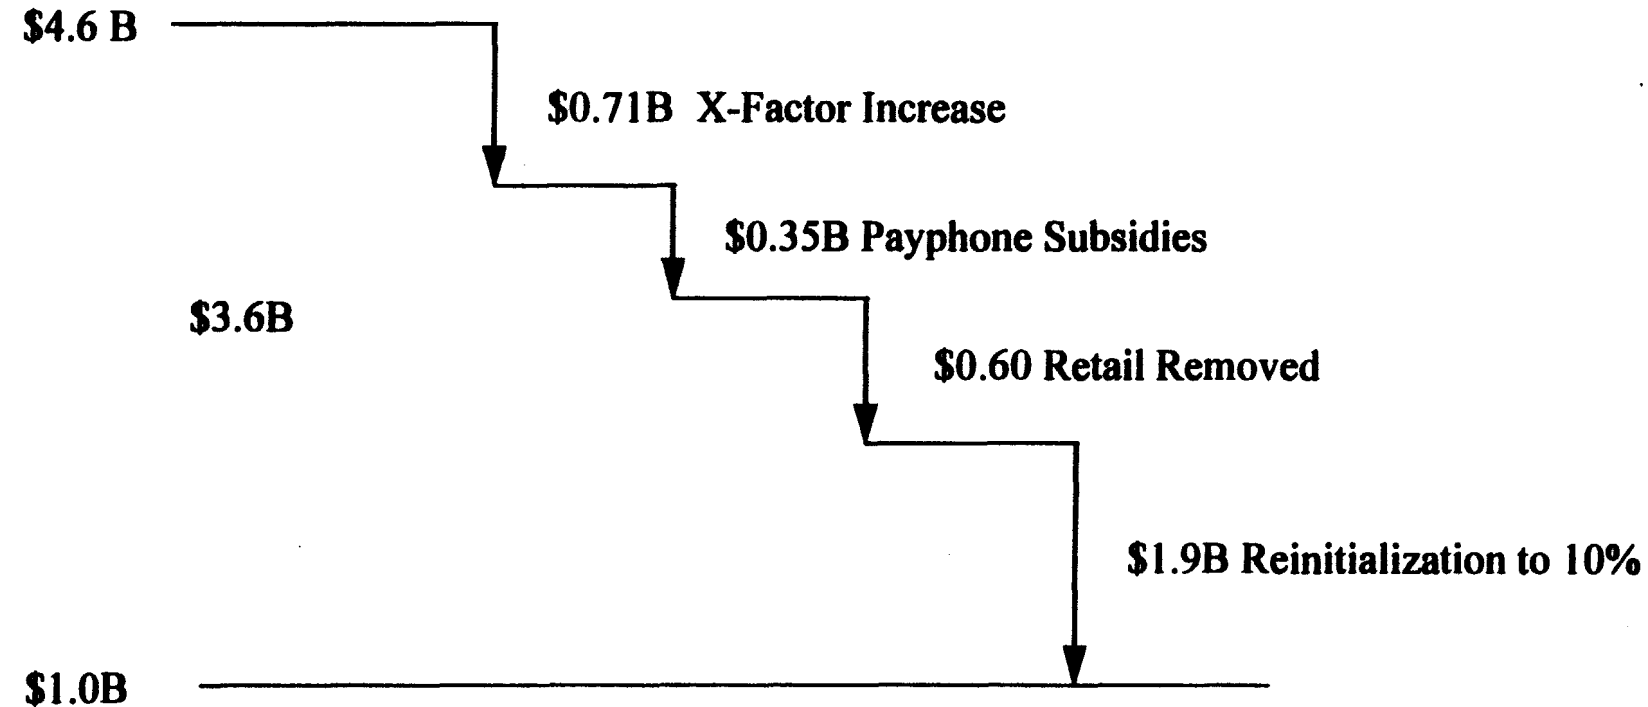 $4.6 B
$0.71B X-Factor Increase
$0.35B Payphone Subsidies
$3.6B
$0.60 Retail Removed
$1.9B Reinitialization to 10%
$1.0B